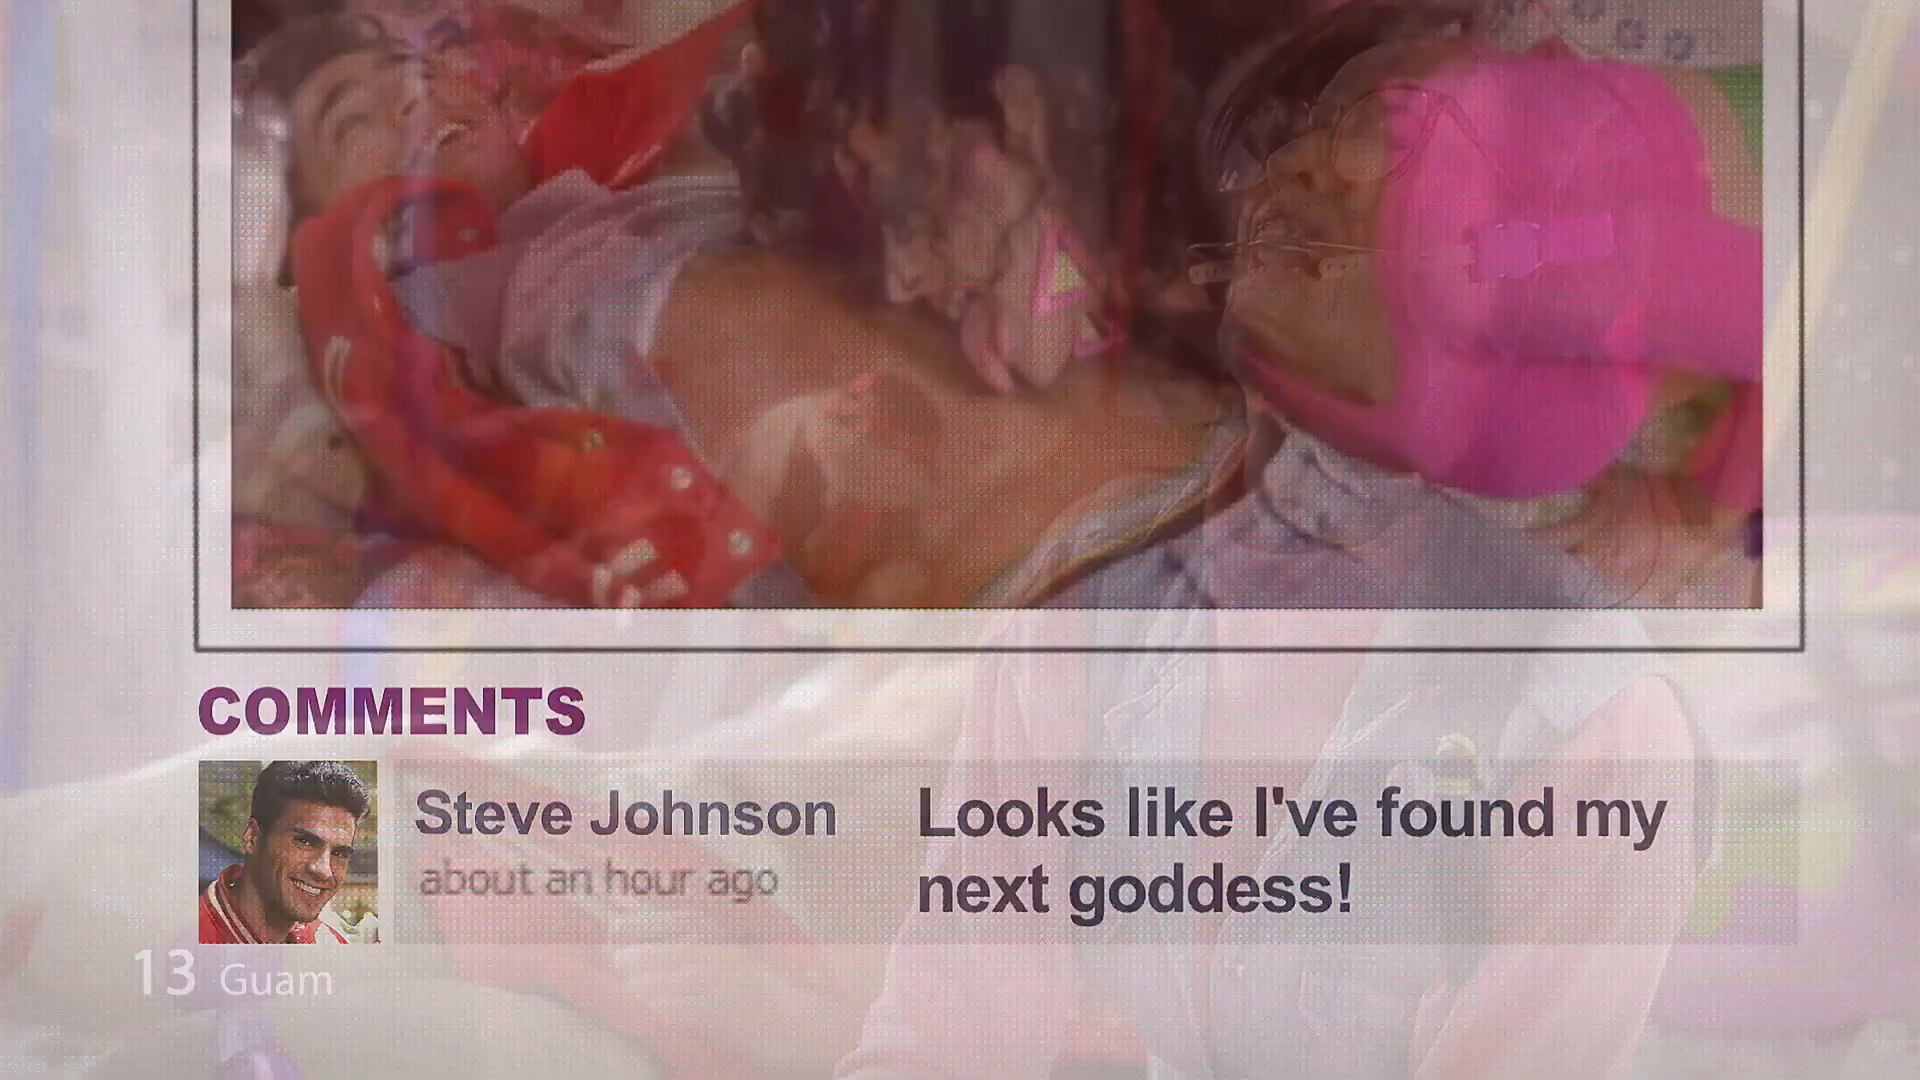 COMMENTS
Steve Johnson
about an hour ago
Looks like I've found my
next goddess!
13 Guam